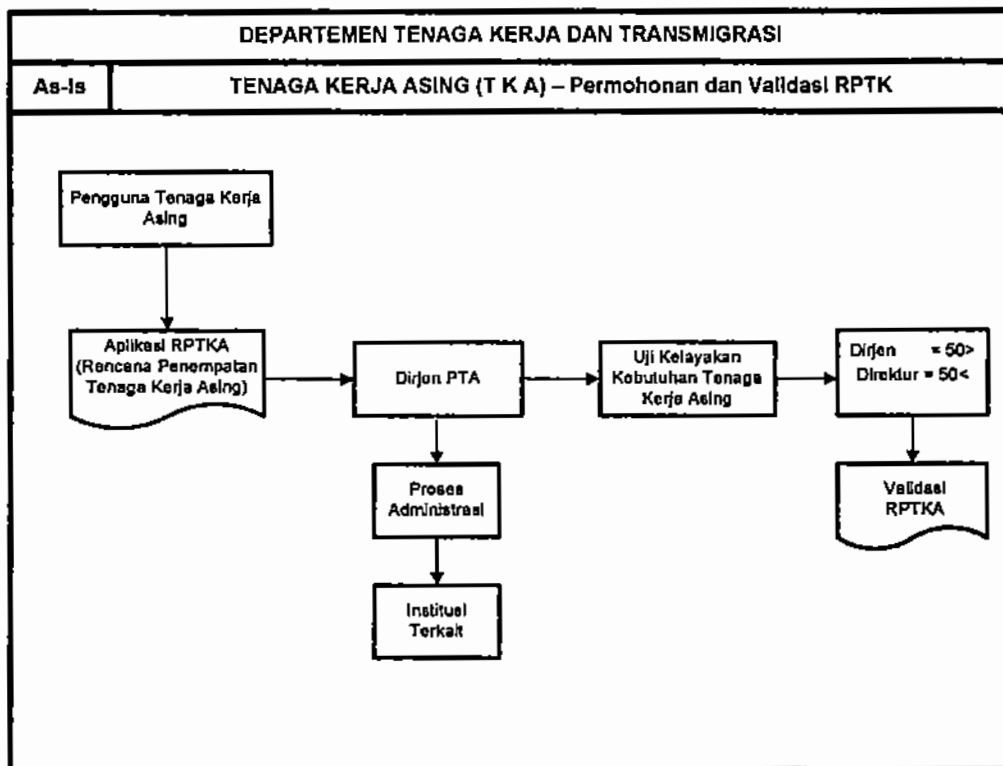 DEPARTEMEN TENAGA KERJA DAN TRANSMIGRASI
As-Is
TENAGA KERJA ASING (T K A) – Permohonan dan Validasi RPTK
Pengguna Tenaga Kerja
Asing
Aplikasi RPTKA
(Rencana Penempatan
Tenaga Kerja Asing)
Dirjen PTA
Uji Kelayakan
Kebutuhan Tenaga
Kerja Asing
Dirjen = 50>
Direktur = 50<
Proses
Administrasi
Validasi
RPTKA
Institusi
Terkait